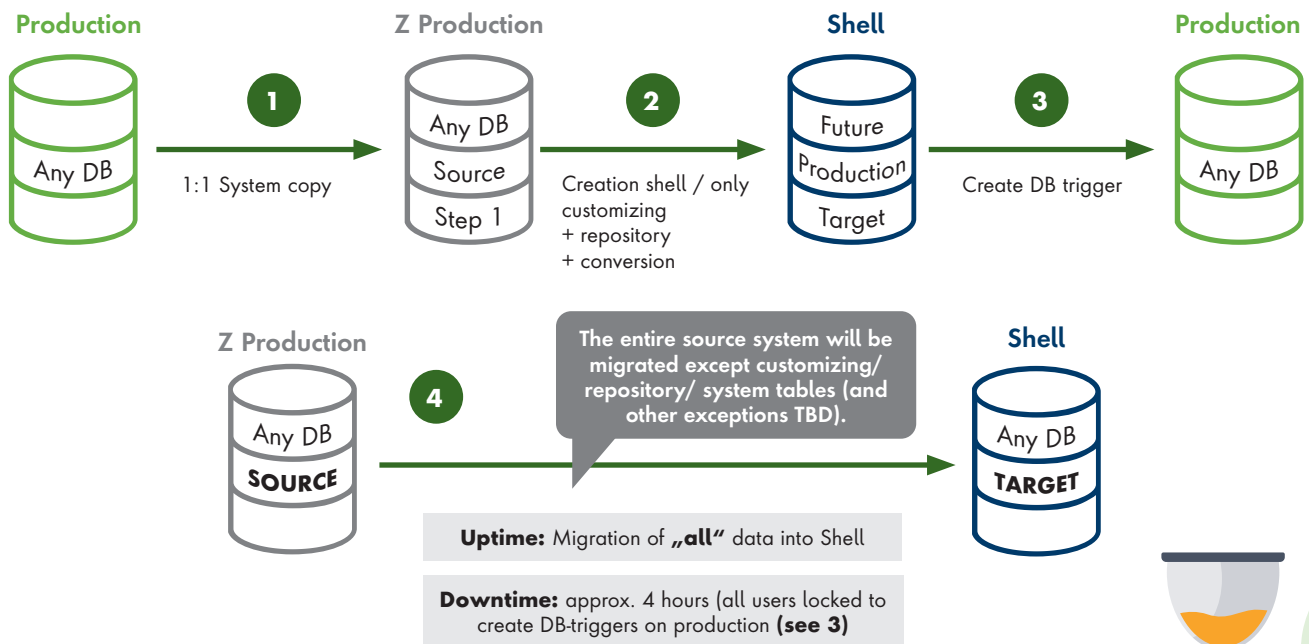 Production
Z Production
Shell
Production
1
2
3
Any DB
Any DB
Source
Step 1
Future
Production
Target
Any DB
1:1 System copy
Creation shell / only
customizing
+ repository
+ conversion
Create DB trigger
Z Production
The entire source system will be
migrated except customizing/
repository/ system tables (and
other exceptions TBD).
Shell
4
Any DB
SOURCE
Any DB
TARGET
Uptime: Migration of „all“ data into Shell
Downtime: approx. 4 hours (all users locked to
create DB-triggers on production (see 3)